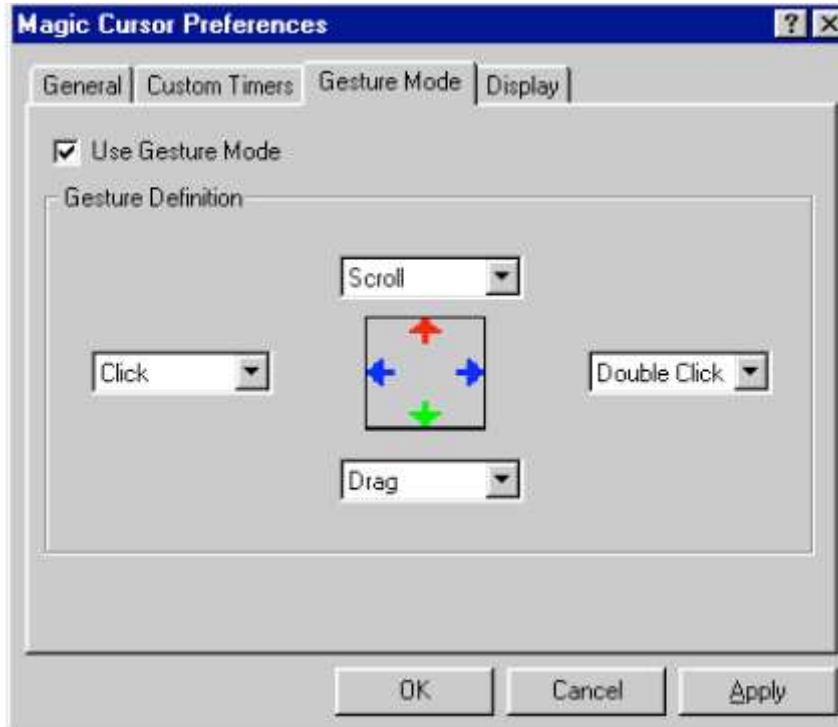 Magic Cursor Preferences
General Custom Timers Gesture Mode Display
Use Gesture Mode
Gesture Definition
Scroll
Click
Double Click
Drag
OK Cancel Apply